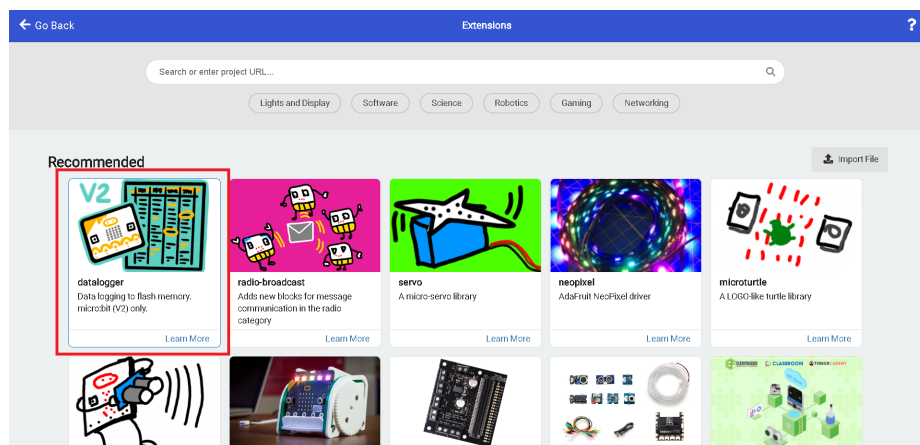 Go Back
Extensions
?
Search or enter project URL...
Lights and Display
Software
Science
Robotics
Gaming
Networking
Recommended
Import File
V2
datalogger
Data logging to flash memory.
micro:bit (V2) only.
Learn More
radio-broadcast
Adds new blocks for message
communication in the radio
category
Learn More
servo
A micro-servo library
Learn More
neopixel
AdaFruit NeoPixel driver
Learn More
microturtle
A LOGO-like turtle library
Learn More
CLASSROOM